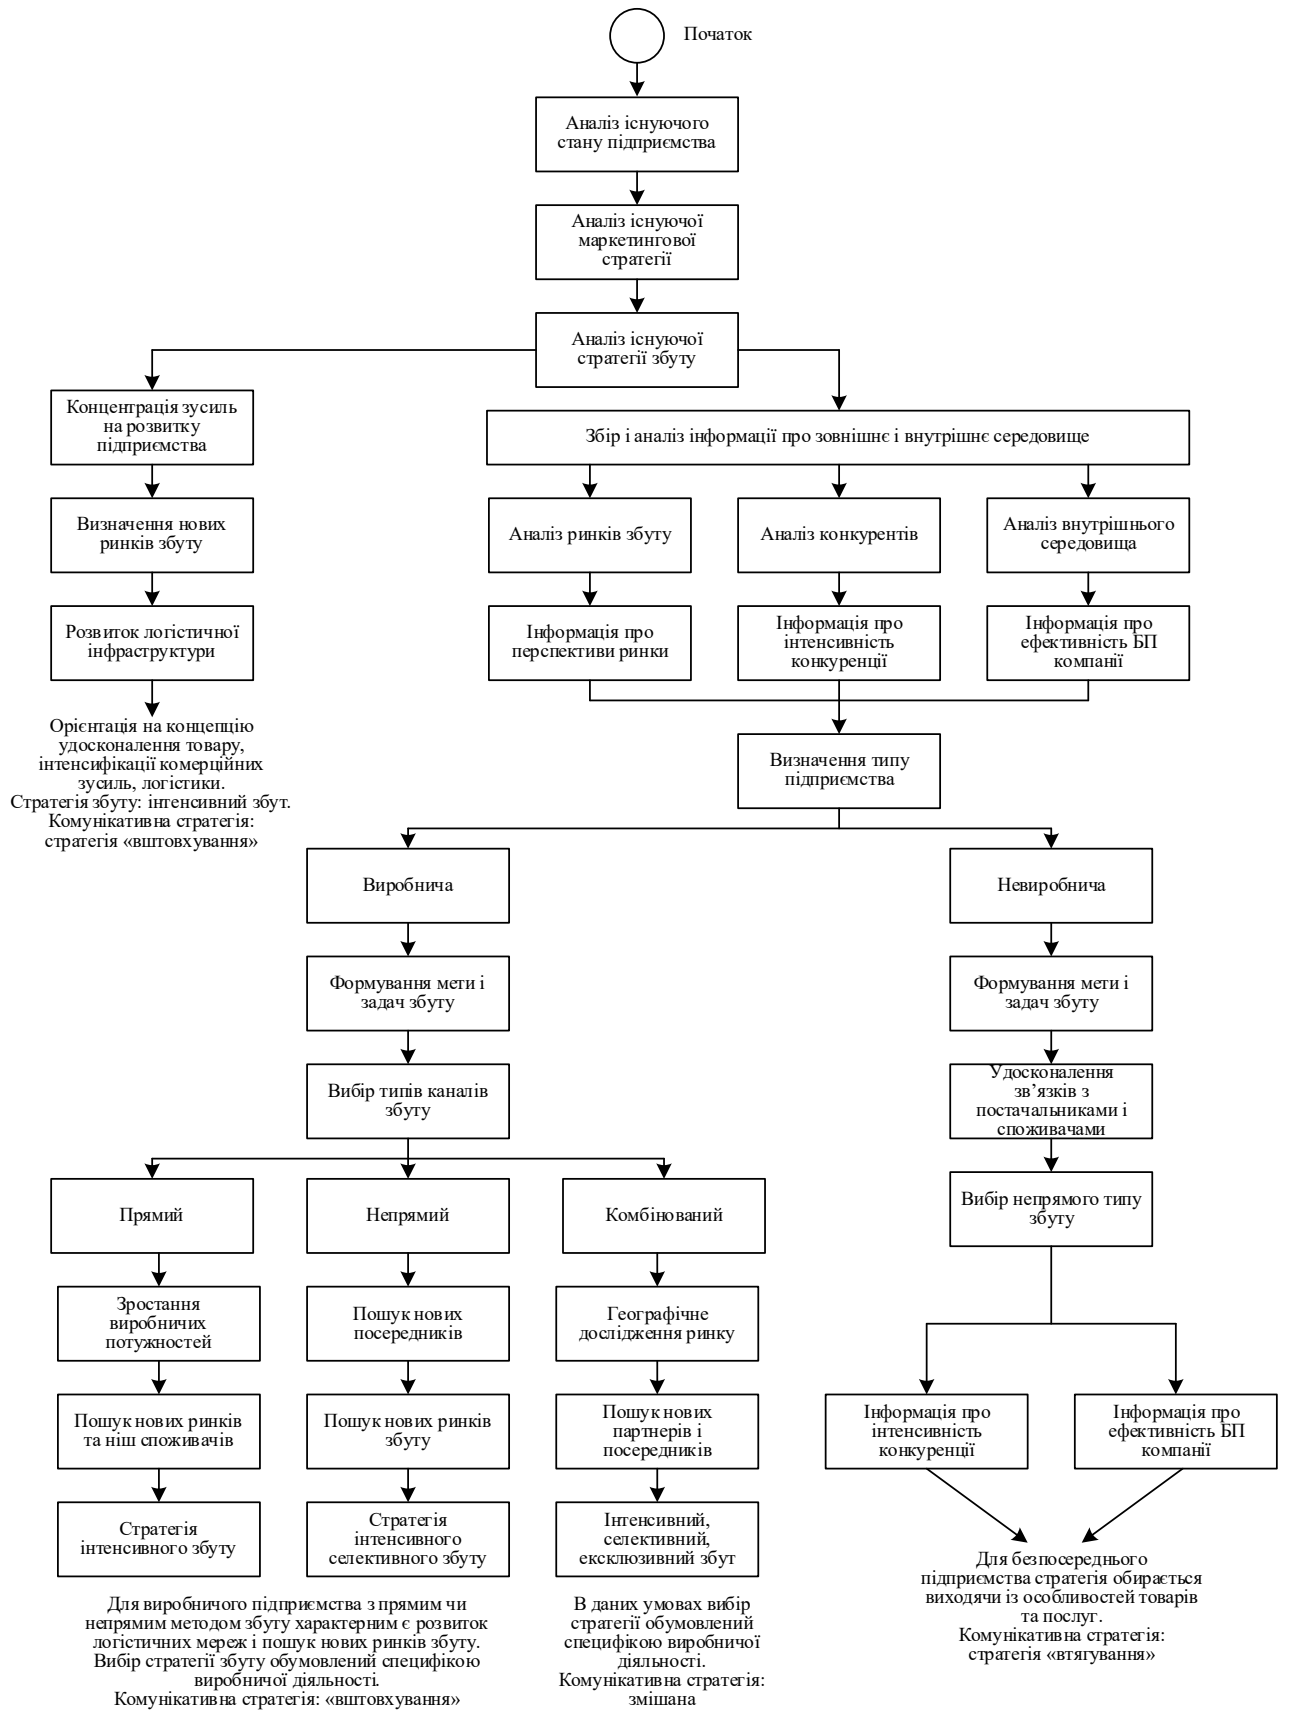 Початок
Аналіз існуючого
стану підприємства
Аналіз існуючої
маркетингової
стратегії
Аналіз існуючої
стратегії збуту
Концентрація зусиль
на розвитку
підприємства
Збір і аналіз інформації про зовнішнє і внутрішнє середовище
Визначення нових
ринків збуту
Аналіз ринків збуту
Аналіз конкурентів
Аналіз внутрішнього
середовища
Розвиток логістичної
інфраструктури
Інформація про
перспективи ринки
Інформація про
інтенсивність
конкуренції
Інформація про
ефективність БП
компанії
Орієнтація на концепцію
удосконалення товару,
інтенсифікації комерційних
зусиль, логістики.
Стратегія збуту: інтенсивний збут.
Комунікативна стратегія:
стратегія «вштовхування»
Визначення типу
підприємства
Виробнича
Невиробнича
Формування мети і
задач збуту
Формування мети і
задач збуту
Вибір типів каналів
збуту
Удосконалення
зв’язків з
постачальниками і
споживачами
Прямий
Непрямий
Комбінований
Вибір непрямого типу
збуту
Зростання
виробничих
потужностей
Пошук нових
посередників
Географічне
дослідження ринку
Пошук нових ринків
та ніш споживачів
Пошук нових ринків
збуту
Пошук нових
партнерів і
посередників
Інформація про
інтенсивність
конкуренції
Інформація про
ефективність БП
компанії
Стратегія
інтенсивного збуту
Стратегія
інтенсивного
селективного збуту
Інтенсивний,
селективний,
ексклюзивний збут
Для безпосереднього
підприємства стратегія обирається
виходячи із особливостей товарів
та послуг.
Комунікативна стратегія:
стратегія «втягування»
Для виробничого підприємства з прямим чи
непрямим методом збуту характерним є розвиток
логістичних мереж і пошук нових ринків збуту.
Вибір стратегії збуту обумовлений специфікою
виробничої діяльності.
Комунікативна стратегія: «вштовхування»
В даних умовах вибір
стратегії обумовлений
специфікою виробничої
діяльності.
Комунікативна стратегія:
змішана